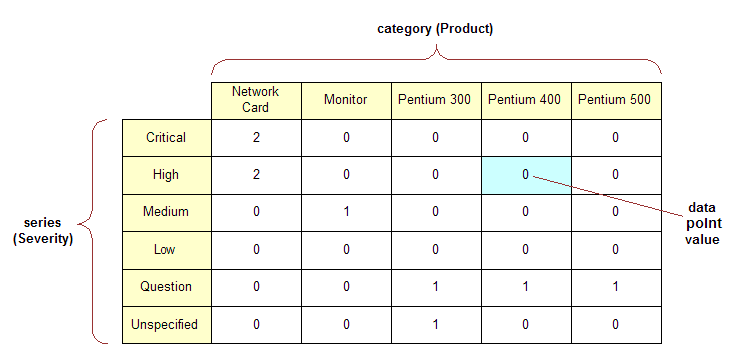 category (Product)
Network
Card
Monitor
Pentium 300
Pentium 400
Pentium 500
Critical
2
0
0
0
0
High
2
0
0
0
0
Medium
0
1
0
0
0
Low
0
0
0
0
0
Question
0
0
1
1
1
Unspecified
0
0
1
0
0
series
(Severity)
data
point
value